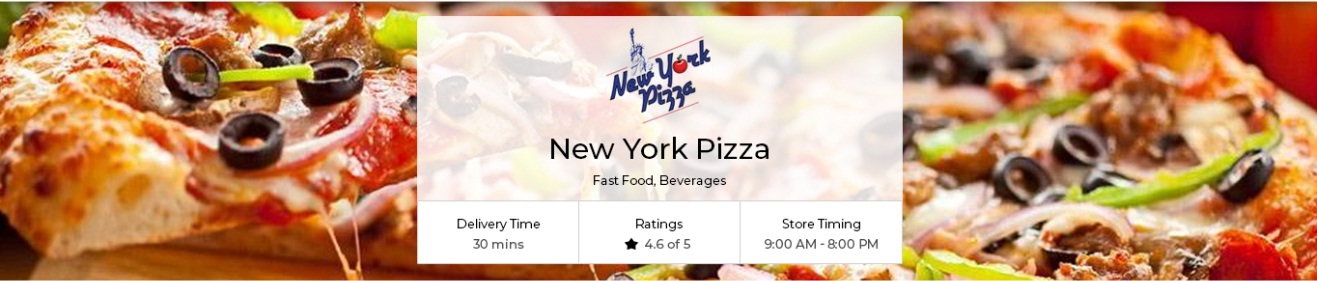 New York
Pizza
New York Pizza
Fast Food, Beverages
Delivery Time
30 mins
Ratings
4.6 of 5
Store Timing
9:00 AM - 8:00 PM